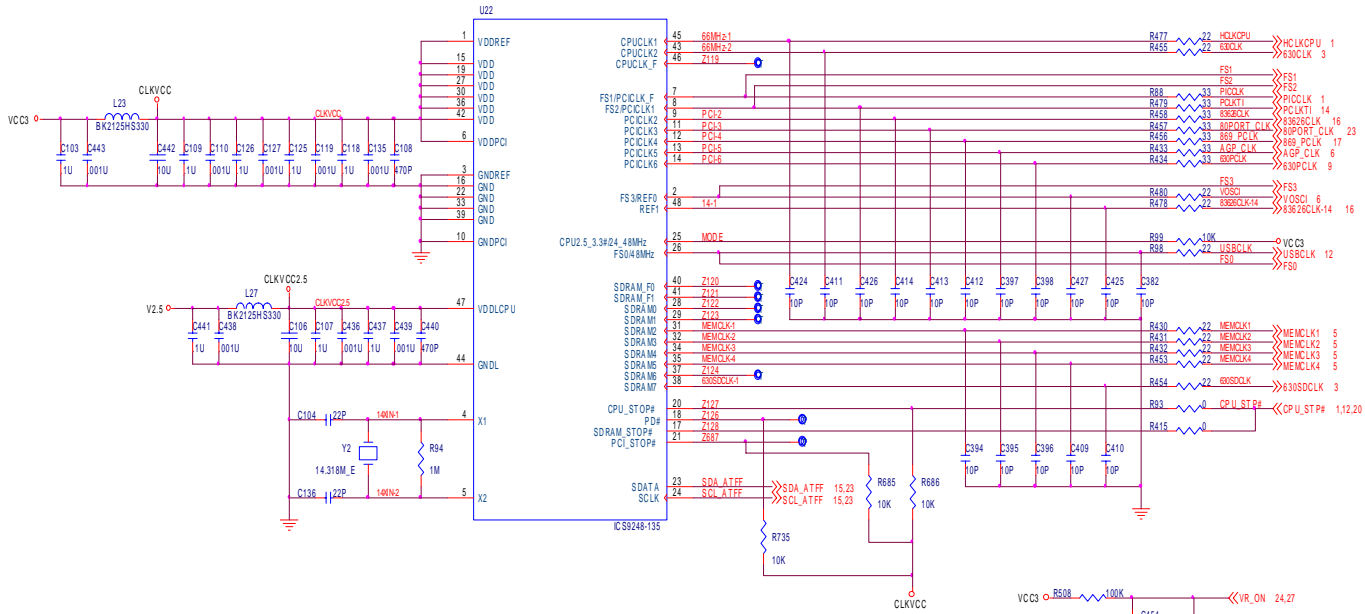 U22
1 VDDREF CPUCLK1 45 66MHz-1 R477 22 HCLKCPU HCLKCPU 1
CPUCLK2 43 66MHz-2 R455 22 630CLK 630CLK 3
15 VDD CPUCLK_F 46 Z119
19 VDD
27 VDD
30 VDD
36 VDD
42 VDD
6 VDDPCI
FS1 FS1
FS2 FS2
FS1/PCICLK_F 7 R88 33 PICCLK PICCLK 1
FS2/PCICLK1 8 R479 33 PCLKTI PCLKTI 14
PCICLK2 9 PCI-2 R458 33 83626CLK 83626CLK 16
PCICLK3 11 PCI-3 R457 33 80PORT_CLK 80PORT_CLK 23
PCICLK4 12 PCI-4 R456 33 869_PCLK 869_PCLK 17
PCICLK5 13 PCI-5 R433 33 AGP_CLK AGP_CLK 6
PCICLK6 14 PCI-6 R434 33 630PCLK 630PCLK 9
CLKVCC
L23
VCC3 BK2125HS330 CLKVCC
C103 C443 C442 C109 C110 C126 C127 C125 C119 C118 C135 C108
.1U .001U 10U .1U .001U .1U .001U .1U .001U .1U .001U 470P
3 GNDREF
16 GND
22 GND
33 GND
39 GND
10 GNDPCI
FS3 FS3
FS3/REF0 2 R480 22 VOSCI VOSCI 6
REF1 48 14-1 R478 22 83626CLK-14 83626CLK-14 16
CPU2.5_3.3#/24_48MHz 25 MODE R99 10K VCC3
FS0/48MHz 26 R98 22 USBCLK USBCLK 12
FS0 FS0
C424 C411 C426 C414 C413 C412 C397 C398 C427 C425 C382
10P 10P 10P 10P 10P 10P 10P 10P 10P 10P 10P
CLKVCC2.5
L27
V2.5 BK2125HS330 CLKVCC2.5 47 VDDLCPU
C441 C438 C106 C107 C436 C437 C439 C440
.1U .001U 10U .1U .001U .1U .001U 470P
44 GNDL
SDRAM_F0 40 Z120
SDRAM_F1 41 Z121
SDRAM0 28 Z122
SDRAM1 29 Z123
SDRAM2 31 MEMCLK-1 R430 22 MEMCLK1 MEMCLK1 5
SDRAM3 32 MEMCLK-2 R431 22 MEMCLK2 MEMCLK2 5
SDRAM4 34 MEMCLK-3 R432 22 MEMCLK3 MEMCLK3 5
SDRAM5 35 MEMCLK-4 R453 22 MEMCLK4 MEMCLK4 5
SDRAM6 37 Z124
SDRAM7 38 630SDCLK-1 R454 22 630SDCLK 630SDCLK 3
CPU_STOP# 20 Z127 R93 0 CPU_STP# CPU_STP# 1,12,20
PD# 18 Z126
SDRAM_STOP# 17 Z128 R415 0
PCI_STOP# 21 Z687
C104 22P 14XIN-1 4 X1
Y2
14.318M_E
R94
1M
C136 22P 14XIN-2 5 X2
C394 C395 C396 C409 C410
10P 10P 10P 10P 10P
SDATA 23 SDA_ATFF SDA_ATFF 15,23
SCLK 24 SCL_ATFF SCL_ATFF 15,23
ICS9248-135
R685 R686
10K 10K
R735
10K
CLKVCC
VCC3 R508 100K VR_ON 24,27